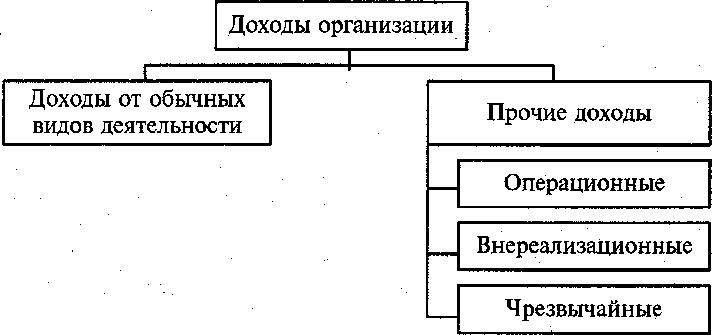 Доходы организации
Доходы от обычных
видов деятельности
Прочие доходы
Операционные
Внереализационные
Чрезвычайные